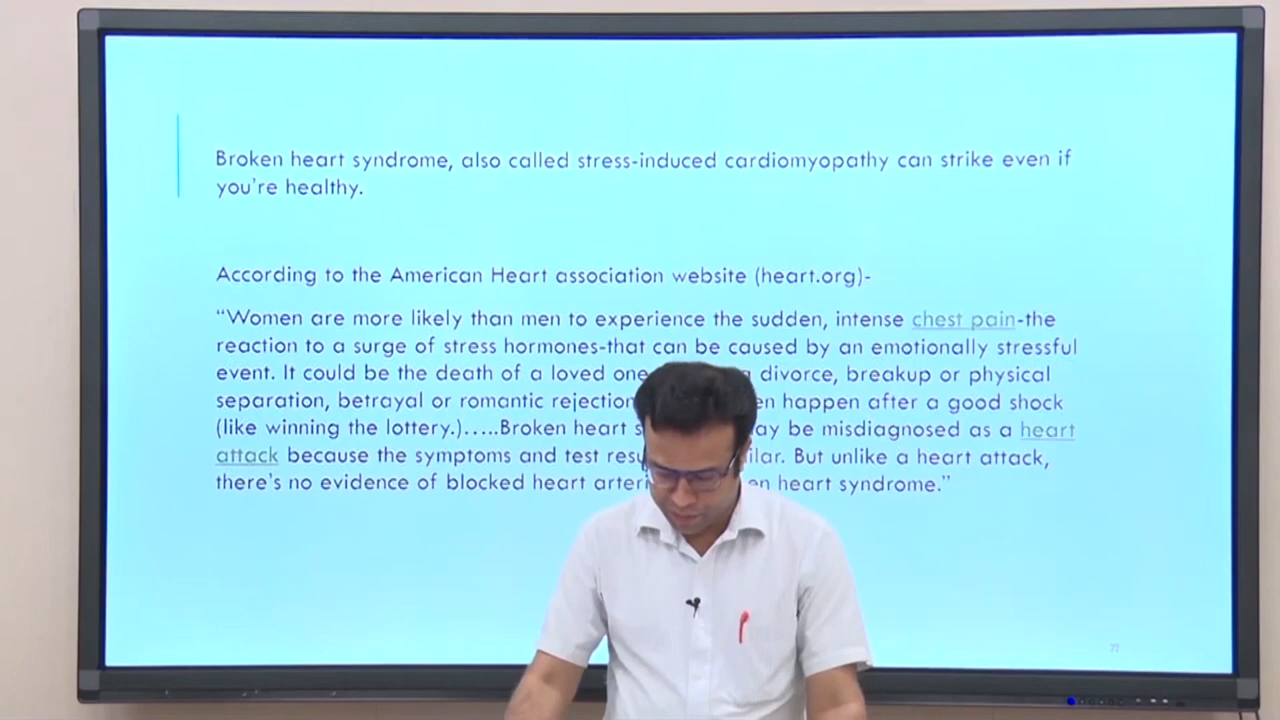 Broken heart syndrome, also called stress-induced cardiomyopathy can strike even if
you're healthy.
According to the American Heart association website (heart.org)-
“Women are more likely than men to experience the sudden, intense chest pain-the
reaction to a surge of stress hormones-that can be caused by an emotionally stressful
event. It could be the death of a loved one divorce, breakup or physical
separation, betrayal or romantic rejection happen after a good shock
(like winning the lottery.)…..Broken heart may be misdiagnosed as a heart
attack because the symptoms and test But unlike a heart attack,
there's no evidence of blocked heart heart syndrome.”